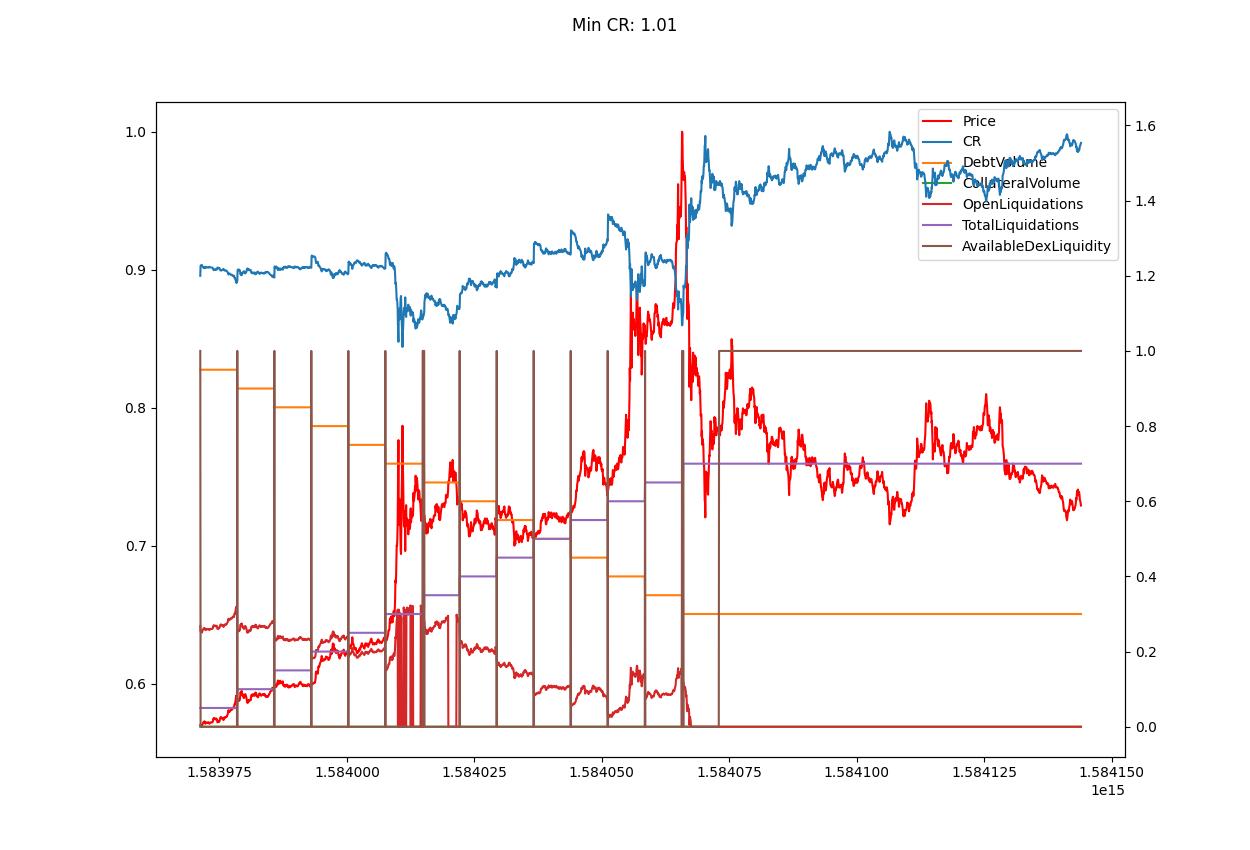 Min CR: 1.01
1.0
0.9
0.8
0.7
0.6
1.6
1.4
1.2
1.0
0.8
0.6
0.4
0.2
0.0
Price
CR
DebtVolume
CollateralVolume
OpenLiquidations
TotalLiquidations
AvailableDexLiquidity
1.583975 1.584000 1.584025 1.584050 1.584075 1.584100 1.584125 1.584150
1e15